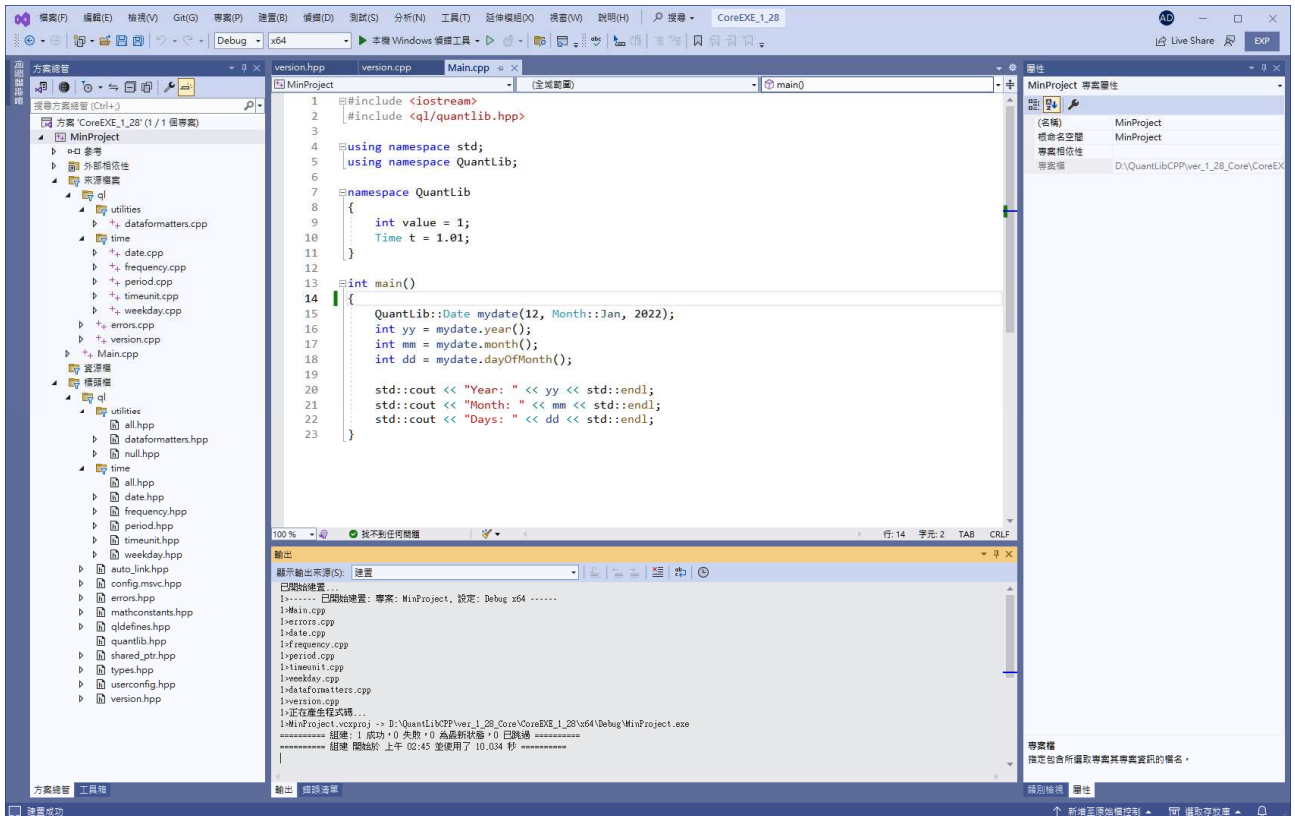 檔案(F) 編輯(E) 檢視(V) Git(G) 專案(P) 建置(B) 偵錯(D) 測試(S) 分析(N) 工具(T) 延伸模組(X) 視窗(W) 說明(H) 搜尋 CoreEXE_1_28 AD
Debug x64 本機 Windows 偵錯工具 Live Share EXP
方案總管
搜尋方案總管 (Ctrl+;)
方案 'CoreEXE_1_28' (1 / 1 個專案)
MinProject
參考
外部相依性
來源檔案
ql
utilities
dataformatters.cpp
time
date.cpp
frequency.cpp
period.cpp
timeunit.cpp
weekday.cpp
errors.cpp
version.cpp
Main.cpp
資源檔
標頭檔
ql
utilities
all.hpp
dataformatters.hpp
null.hpp
time
all.hpp
date.hpp
frequency.hpp
period.hpp
timeunit.hpp
weekday.hpp
auto_link.hpp
config.msvc.hpp
errors.hpp
mathconstants.hpp
qldefines.hpp
quantlib.hpp
shared_ptr.hpp
types.hpp
userconfig.hpp
version.hpp
方案總管 工具箱
version.hpp version.cpp Main.cpp
MinProject (全域範圍) main()
1 #include <iostream>
2 #include <ql/quantlib.hpp>
3
4 using namespace std;
5 using namespace QuantLib;
6
7 namespace QuantLib
8 {
9 int value = 1;
10 Time t = 1.01;
11 }
12
13 int main()
14 {
15 QuantLib::Date mydate(12, Month::Jan, 2022);
16 int yy = mydate.year();
17 int mm = mydate.month();
18 int dd = mydate.dayOfMonth();
19
20 std::cout << "Year: " << yy << std::endl;
21 std::cout << "Month: " << mm << std::endl;
22 std::cout << "Days: " << dd << std::endl;
23 }
100 % 找不到任何問題 行: 14 字元: 2 TAB CRLF
輸出
顯示輸出來源(S): 建置
已開始建置...
1>------ 已開始建置: 專案: MinProject, 設定: Debug x64 ------
1>Main.cpp
1>errors.cpp
1>date.cpp
1>frequency.cpp
1>period.cpp
1>timeunit.cpp
1>weekday.cpp
1>dataformatters.cpp
1>version.cpp
1>正在產生程式碼...
1>MinProject.vcxproj -> D:\QuantLibCPP\ver_1_28_Core\CoreEXE_1_28\x64\Debug\MinProject.exe
========== 組建: 1 成功，0 失敗，0 為最新狀態，0 已跳過 ==========
========== 組建 開始於 上午 02:45 並使用了 10.034 秒 ==========
輸出 錯誤清單
屬性
MinProject 專案屬性
(名稱) MinProject
根命名空間 MinProject
專案相依性
專案檔 D:\QuantLibCPP\ver_1_28_Core\CoreEX
專案檔
指定包含所選取專案其專案資訊的檔名。
類別檢視 屬性
建置成功 新增至原始檔控制 選取存放庫